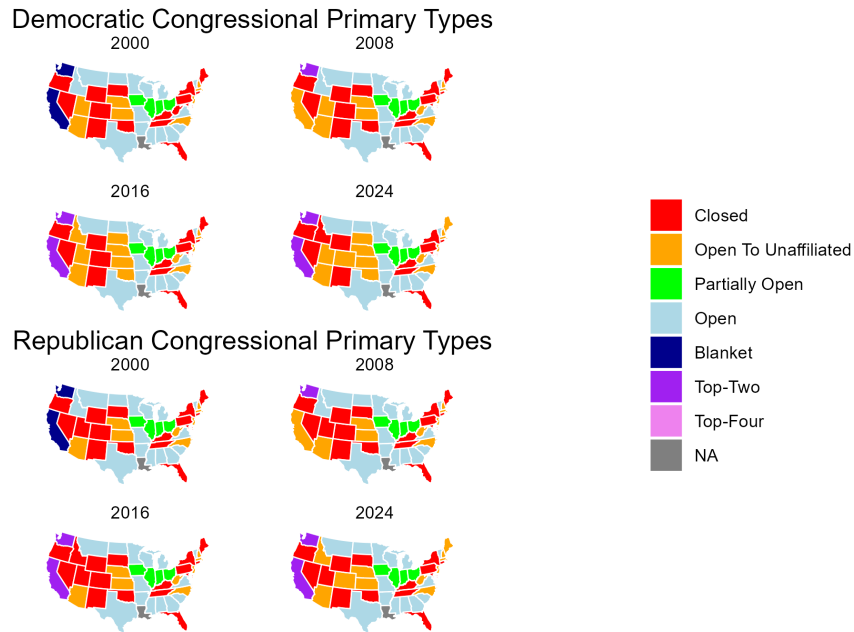 Democratic Congressional Primary Types
2000
2008
2016
2024
Republican Congressional Primary Types
2000
2008
2016
2024
Closed
Open To Unaffiliated
Partially Open
Open
Blanket
Top-Two
Top-Four
NA